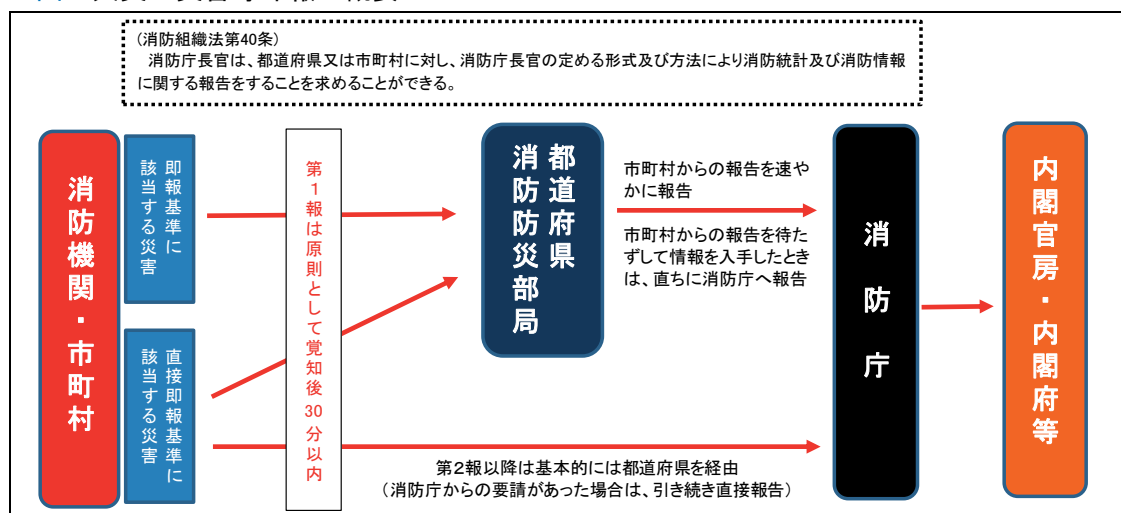 (消防組織法第40条)
消防庁長官は、都道府県又は市町村に対し、消防庁長官の定める形式及び方法により消防統計及び消防情報
に関する報告をすることを求めることができる。
消防機関・市町村
即報基準に
該当する災害
直接即報基準に
該当する災害
第1報は原則として覚知後30分以内
都道府県
消防防災部局
市町村からの報告を速や
かに報告
市町村からの報告を待た
ずして情報を入手したとき
は、直ちに消防庁へ報告
消防庁
内閣官房・内閣府等
第2報以降は基本的には都道府県を経由
(消防庁からの要請があった場合は、引き続き直接報告)